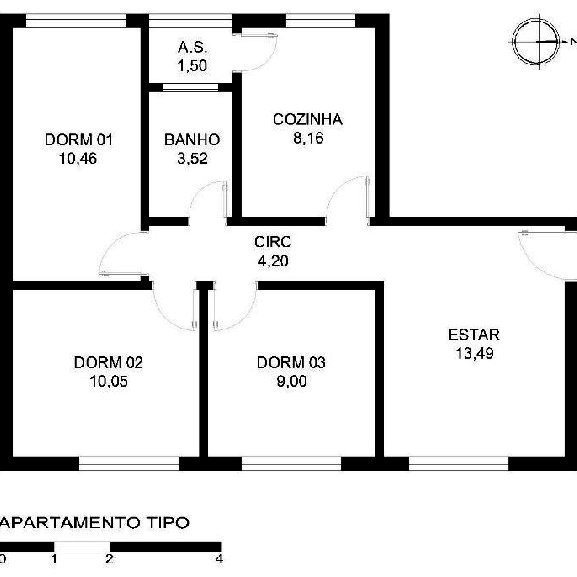 A.S.
1,50
N
COZINHA
8,16
DORM 01
10,46
BANHO
3,52
CIRC
4,20
ESTAR
13,49
DORM 02
10,05
DORM 03
9,00
APARTAMENTO TIPO
0 1 2 4